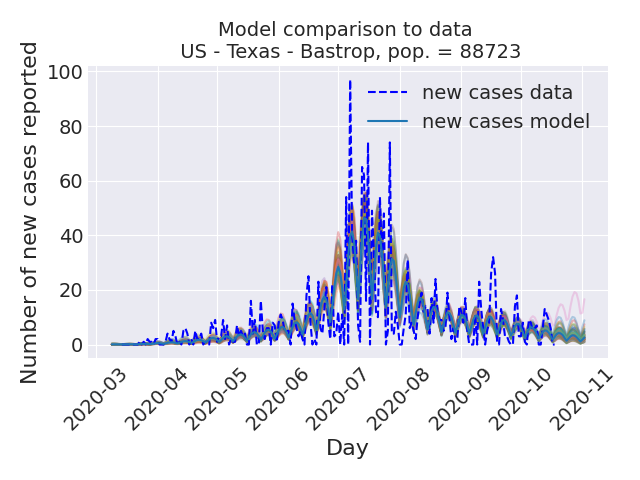 Model comparison to data
US - Texas - Bastrop, pop. = 88723
Number of new cases reported
100
80
60
40
20
0
new cases data
new cases model
2020-03
2020-04
2020-05
2020-06
2020-07
2020-08
2020-09
2020-10
2020-11
Day